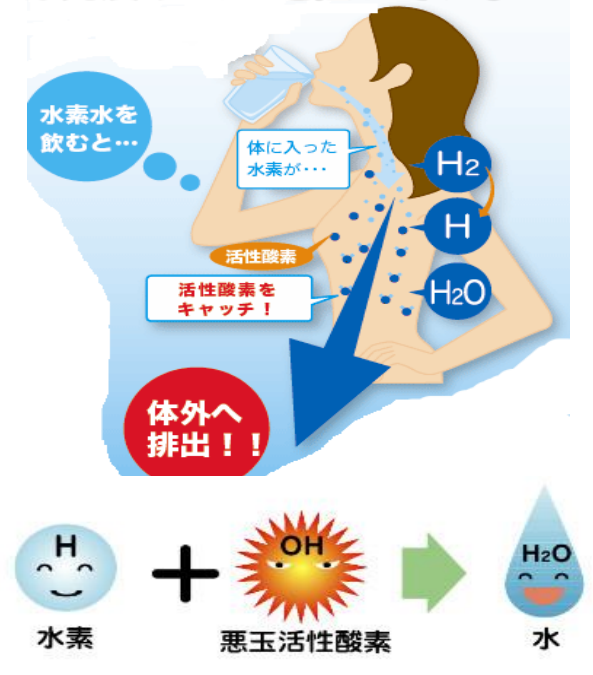 水素水を
飲むと…
体に入った
水素が・・・
H2
H
活性酸素
活性酸素を
キャッチ！
H2O
体外へ
排出！！
H
OH
H2O
水素
悪玉活性酸素
水